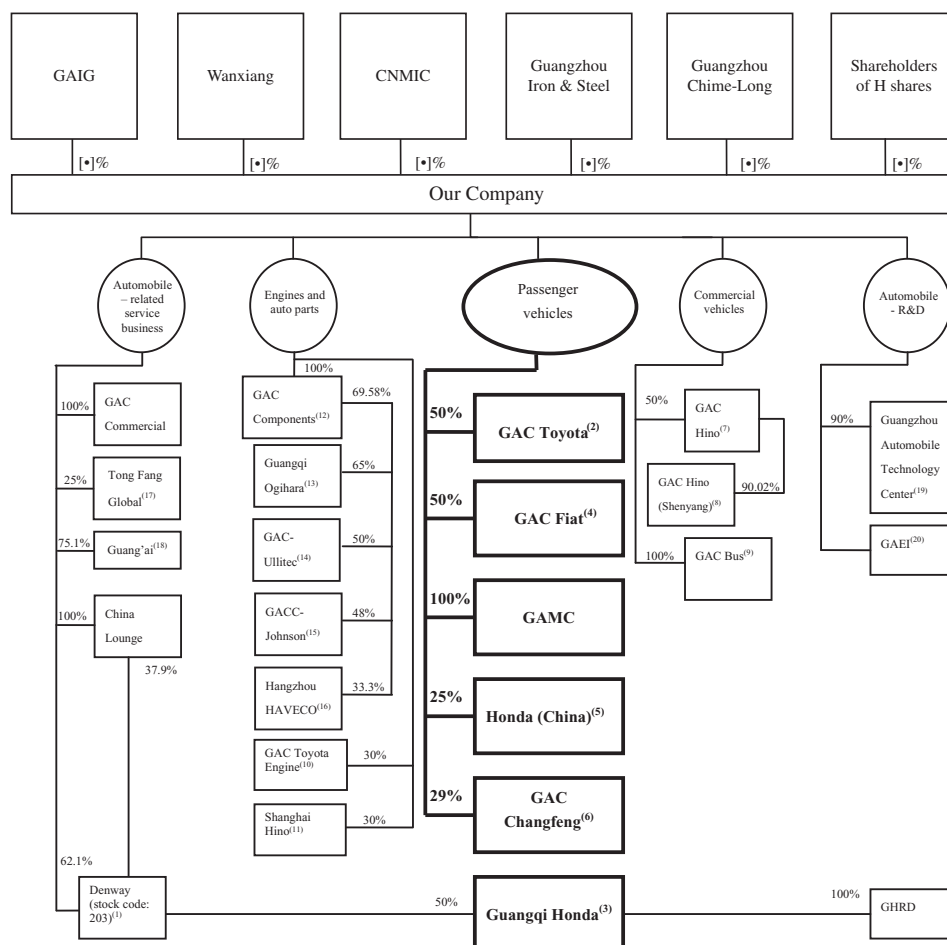 GAIG
Wanxiang
CNMIC
Guangzhou
Iron & Steel
Guangzhou
Chime-Long
Shareholders
of H shares
[•]%
[•]%
[•]%
[•]%
[•]%
[•]%
Our Company
Automobile
– related
service
business
Engines and
auto parts
Passenger
vehicles
Commercial
vehicles
Automobile
- R&D
100%
GAC
Commercial
25%
Tong Fang
Global(17)
75.1%
Guang'ai(18)
100%
China
Lounge
37.9%
62.1%
Denway
(stock code:
203)(1)
100%
GAC
Components(12)
69.58%
Guangqi
Ogihara(13)
65%
GAC-
Ullitec(14)
50%
GACC-
Johnson(15)
48%
Hangzhou
HAVECO(16)
33.3%
GAC Toyota
Engine(10)
30%
Shanghai
Hino(11)
30%
50%
GAC Toyota(2)
50%
GAC Fiat(4)
100%
GAMC
25%
Honda (China)(5)
29%
GAC
Changfeng(6)
50%
Guangqi Honda(3)
50%
GAC
Hino(7)
GAC Hino
(Shenyang)(8)
90.02%
100%
GAC Bus(9)
90%
Guangzhou
Automobile
Technology
Center(19)
GAEI(20)
100%
GHRD